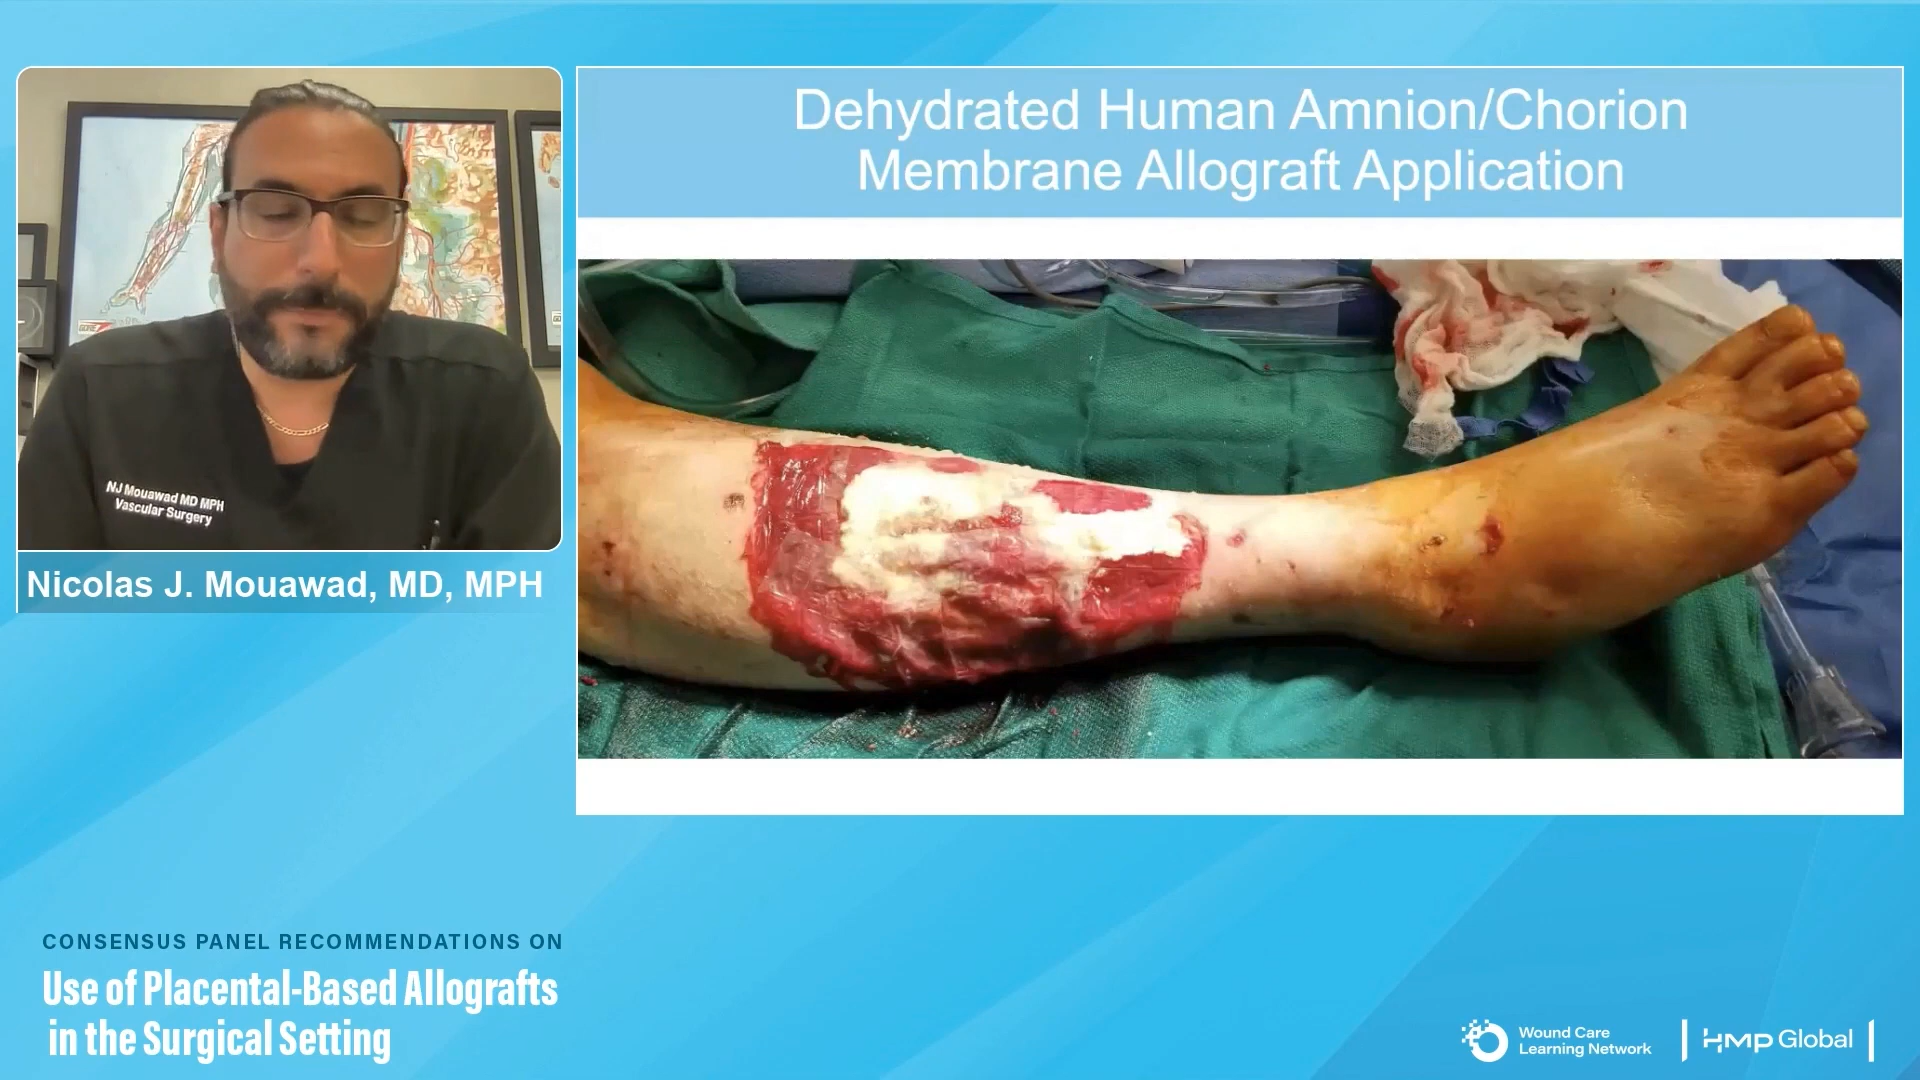 Dehydrated Human Amnion/Chorion
Membrane Allograft Application
GORE
NJ Mouawad MD MPH
Vascular Surgery
Nicolas J. Mouawad, MD, MPH
CONSENSUS PANEL RECOMMENDATIONS ON
Use of Placental-Based Allografts
in the Surgical Setting
Wound Care
Learning Network
HMP Global